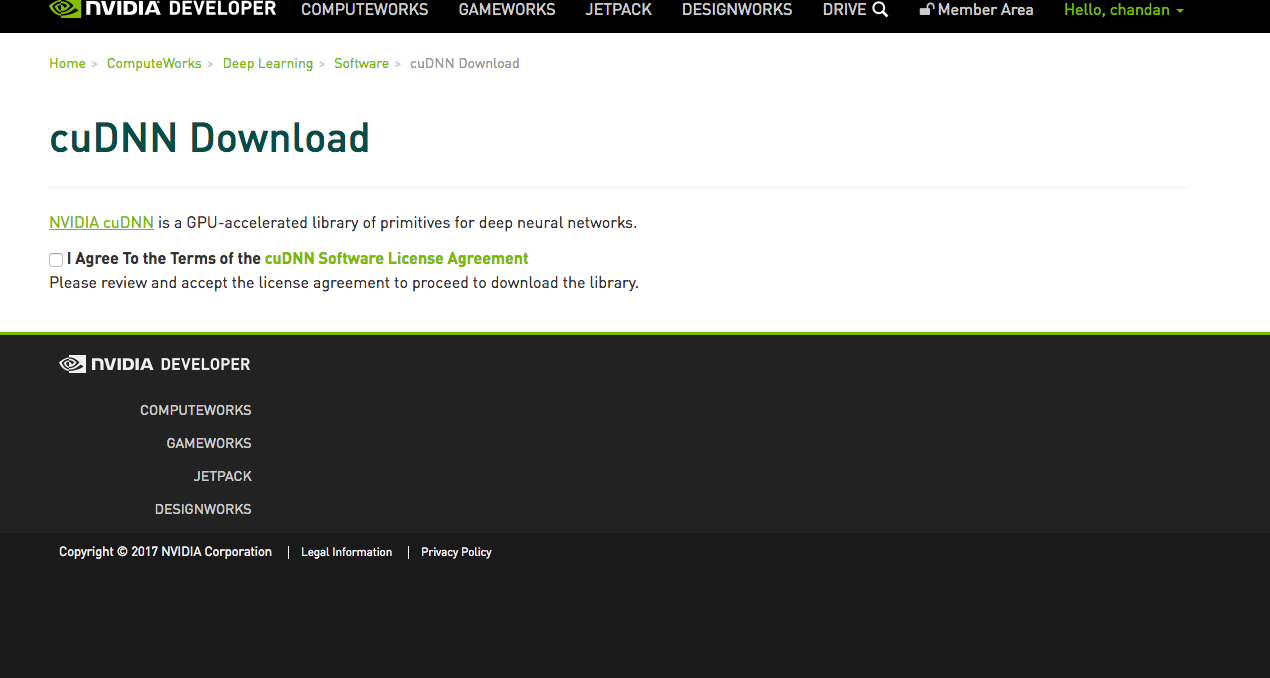 NVIDIA DEVELOPER COMPUTEWORKS GAMEWORKS JETPACK DESIGNWORKS DRIVE Member Area Hello, chandan
Home > ComputeWorks > Deep Learning > Software > cuDNN Download
cuDNN Download
NVIDIA cuDNN is a GPU-accelerated library of primitives for deep neural networks.
I Agree To the Terms of the cuDNN Software License Agreement
Please review and accept the license agreement to proceed to download the library.
NVIDIA DEVELOPER
COMPUTEWORKS
GAMEWORKS
JETPACK
DESIGNWORKS
Copyright © 2017 NVIDIA Corporation | Legal Information | Privacy Policy